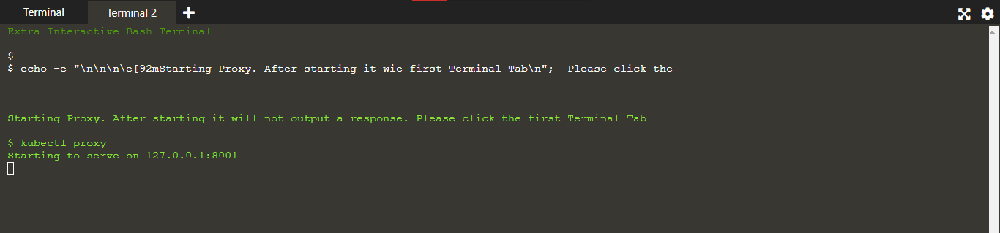 Terminal
Terminal 2
Extra Interactive Bash Terminal
$
$ echo -e "\n\n\n\e[92mStarting Proxy. After starting it wie first Terminal Tab\n";  Please click the
Starting Proxy. After starting it will not output a response. Please click the first Terminal Tab
$ kubectl proxy
Starting to serve on 127.0.0.1:8001